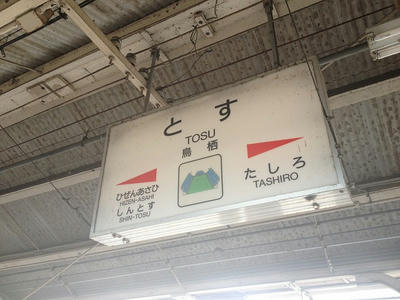 とす
TOSU
鳥栖
ひぜんあさひ
HIZEN-ASAHI
しんとす
SHIN-TOSU
たしろ
TASHIRO